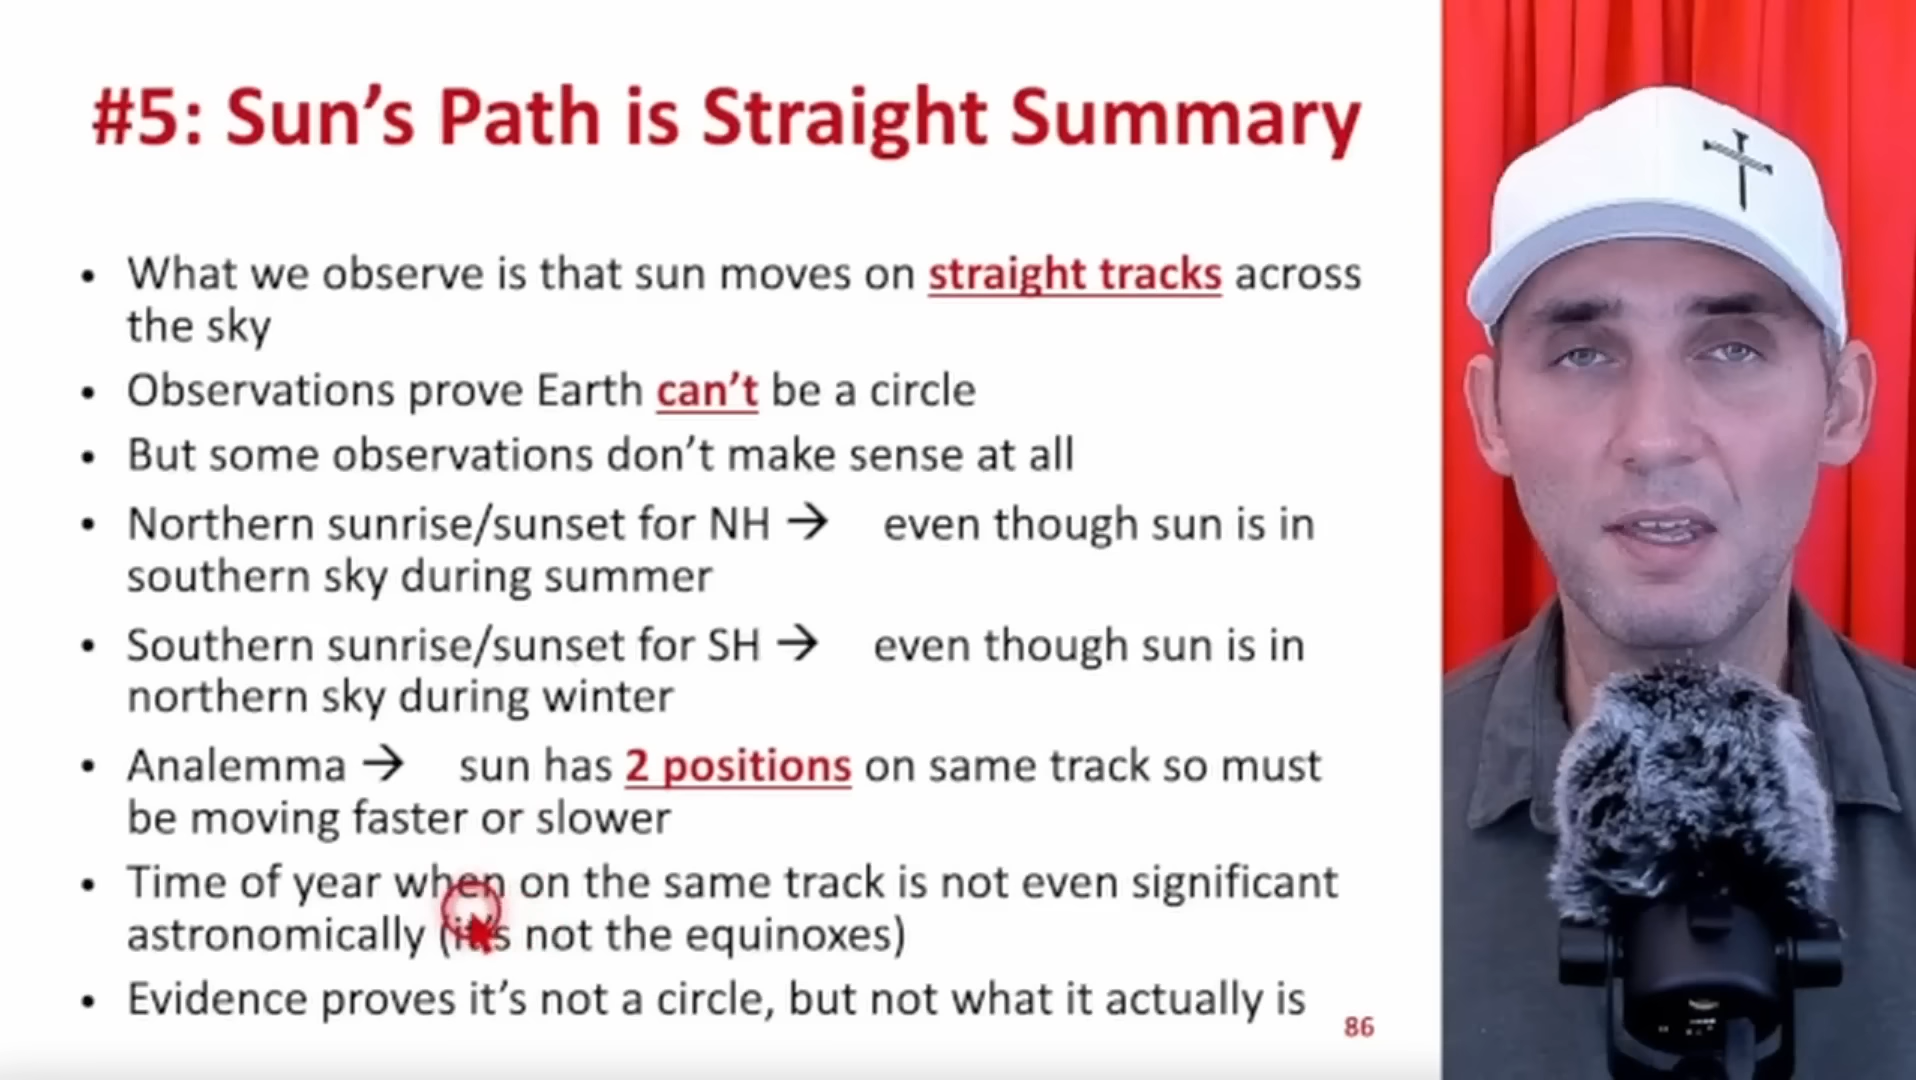 #5: Sun's Path is Straight Summary
• What we observe is that sun moves on straight tracks across
the sky
• Observations prove Earth can't be a circle
• But some observations don't make sense at all
• Northern sunrise/sunset for NH → even though sun is in
southern sky during summer
• Southern sunrise/sunset for SH → even though sun is in
northern sky during winter
• Analemma → sun has 2 positions on same track so must
be moving faster or slower
• Time of year when on the same track is not even significant
astronomically (it's not the equinoxes)
• Evidence proves it's not a circle, but not what it actually is
86